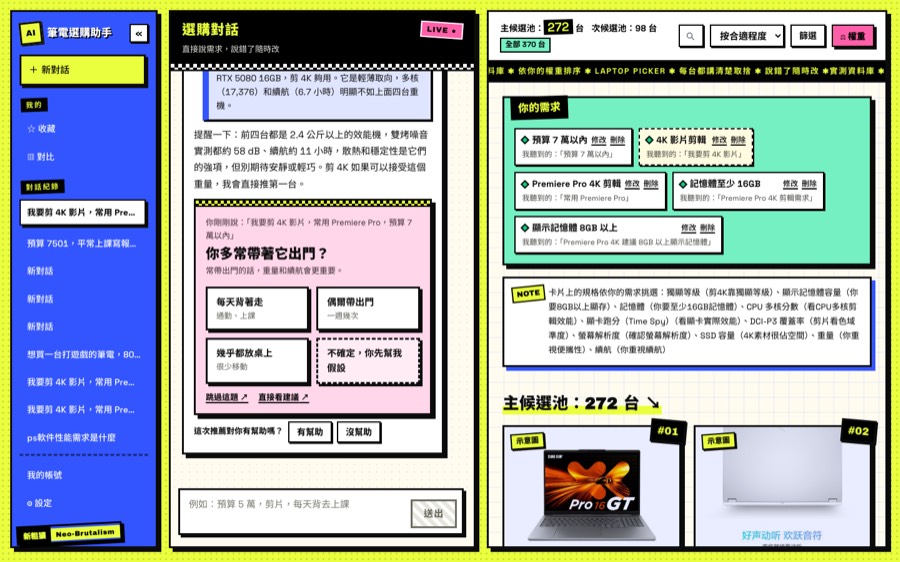 AI 筆電選購助手 «
＋ 新對話
我的
☆ 收藏
對比
對話紀錄
我要剪 4K 影片，常用 Pre...
預算 7501，平常上課寫報...
新對話
新對話
新對話
想買一台打遊戲的筆電，80...
我要剪 4K 影片，常用 Pre...
我要剪 4K 影片，常用 Pre...
ps軟件性能需求是什麼
我的帳號
設定
新粗獷 Neo-Brutalism
選購對話
LIVE ●
直接說需求，說錯了隨時改
RTX 5080 16GB，剪 4K 夠用。它是輕薄取向，多核
（17,376）和續航（6.7 小時）明顯不如上面四台重
機。
提醒一下：前四台都是 2.4 公斤以上的效能機，雙烤噪音
實測都約 58 dB、續航約 11 小時，散熱和穩定性是它們
的強項，但別期待安靜或輕巧。剪 4K 如果可以接受這個
重量，我會直接推第一台。
你剛剛說：「我要剪 4K 影片，常用 Premiere Pro，預算 7
萬以內」
你多常帶著它出門？
常帶出門的話，重量和續航會更重要。
每天背著走
通勤、上課
偶爾帶出門
一週幾次
幾乎都放桌上
很少移動
不確定，你先幫我
假設
跳過這題 ↗ 直接看建議 ↗
這次推薦對你有幫助嗎？ 有幫助 沒幫助
例如：預算 5 萬，剪片，每天背去上課
送出
主候選池：272 台 次候選池：98 台
全部 370 台
按合適程度
篩選
權重
料庫 ✱ 依你的權重排序 ✱ LAPTOP PICKER ✱ 每台都講清楚取捨 ✱ 說錯了隨時改 ✱實測資料庫 ✱
你的需求
預算 7 萬以內 修改 刪除
我聽到的：「預算 7 萬以內」
4K 影片剪輯 修改 刪除
我聽到的：「我要剪 4K 影片」
Premiere Pro 4K 剪輯 修改 刪除
我聽到的：「常用 Premiere Pro」
記憶體至少 16GB 修改 刪除
我聽到的：「Premiere Pro 4K 剪輯需求」
顯示記憶體 8GB 以上 修改 刪除
我聽到的：「Premiere Pro 4K 建議 8GB 以上顯示記憶體」
NOTE
卡片上的規格依你的需求挑選：獨顯等級（剪4K靠獨顯等級）、顯示記憶體容量（你
要8GB以上顯存）、記憶體（你要至少16GB記憶體）、CPU 多核分數（看CPU多核剪
輯效能）、顯卡跑分（Time Spy）（看顯卡實際效能）、DCI-P3 覆蓋率（剪片看色域
準度）、螢幕解析度（確認螢幕解析度）、SSD 容量（4K素材很佔空間）、重量（你重
視便攜性）、續航（你重視續航）
主候選池：272 台 ↘
示意圖
#01
Pro 16 GT
示意圖
#02
好声动听 欢跃音符